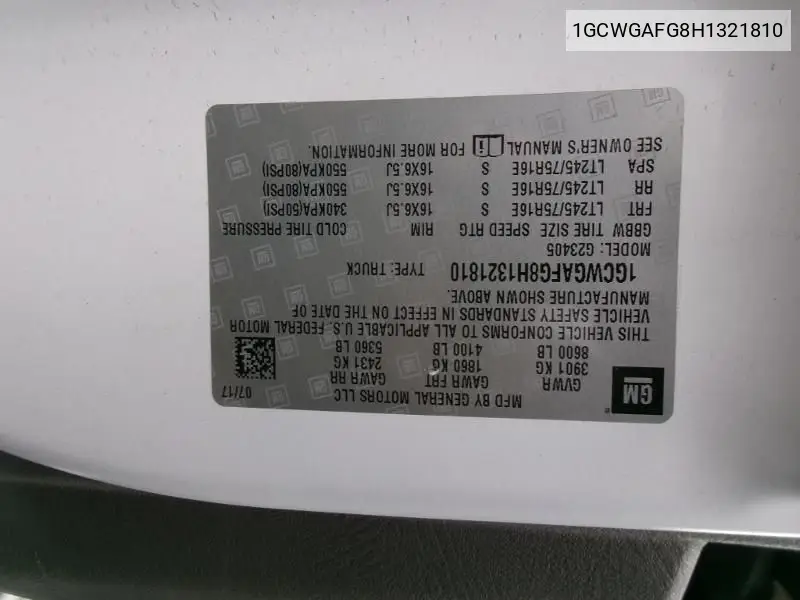 1GCWGAFG8H1321810
GM
MFD BY GENERAL MOTORS LLC 07/17
GVWR GAWR FRT GAWR RR
3901 KG 1860 KG 2431 KG
8600 LB 4100 LB 5360 LB
THIS VEHICLE CONFORMS TO ALL APPLICABLE U.S. FEDERAL MOTOR
VEHICLE SAFETY STANDARDS IN EFFECT ON THE DATE OF
MANUFACTURE SHOWN ABOVE.
1GCWGAFG8H1321810 TYPE: TRUCK
MODEL: G23405
GBBW TIRE SIZE SPEED RTG RIM COLD TIRE PRESSURE
FRT LT245/75R16E S 16X6.5J 340KPA(50PSI)
RR LT245/75R16E S 16X6.5J 550KPA(80PSI)
SPA LT245/75R16E S 16X6.5J 550KPA(80PSI)
SEE OWNER'S MANUAL i FOR MORE INFORMATION.